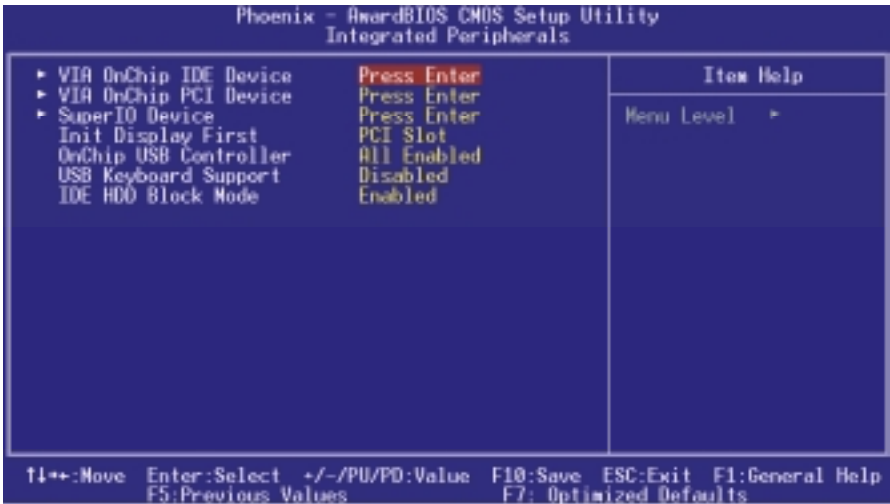 Phoenix - AwardBIOS CMOS Setup Utility
Integrated Peripherals
► VIA OnChip IDE Device Press Enter
► VIA OnChip PCI Device Press Enter
► SuperIO Device Press Enter
Init Display First PCI Slot
OnChip USB Controller All Enabled
USB Keyboard Support Disabled
IDE HDD Block Mode Enabled
Item Help
Menu Level ►
↑↓→←:Move Enter:Select +/-/PU/PD:Value F10:Save ESC:Exit F1:General Help
F5:Previous Values F7: Optimized Defaults